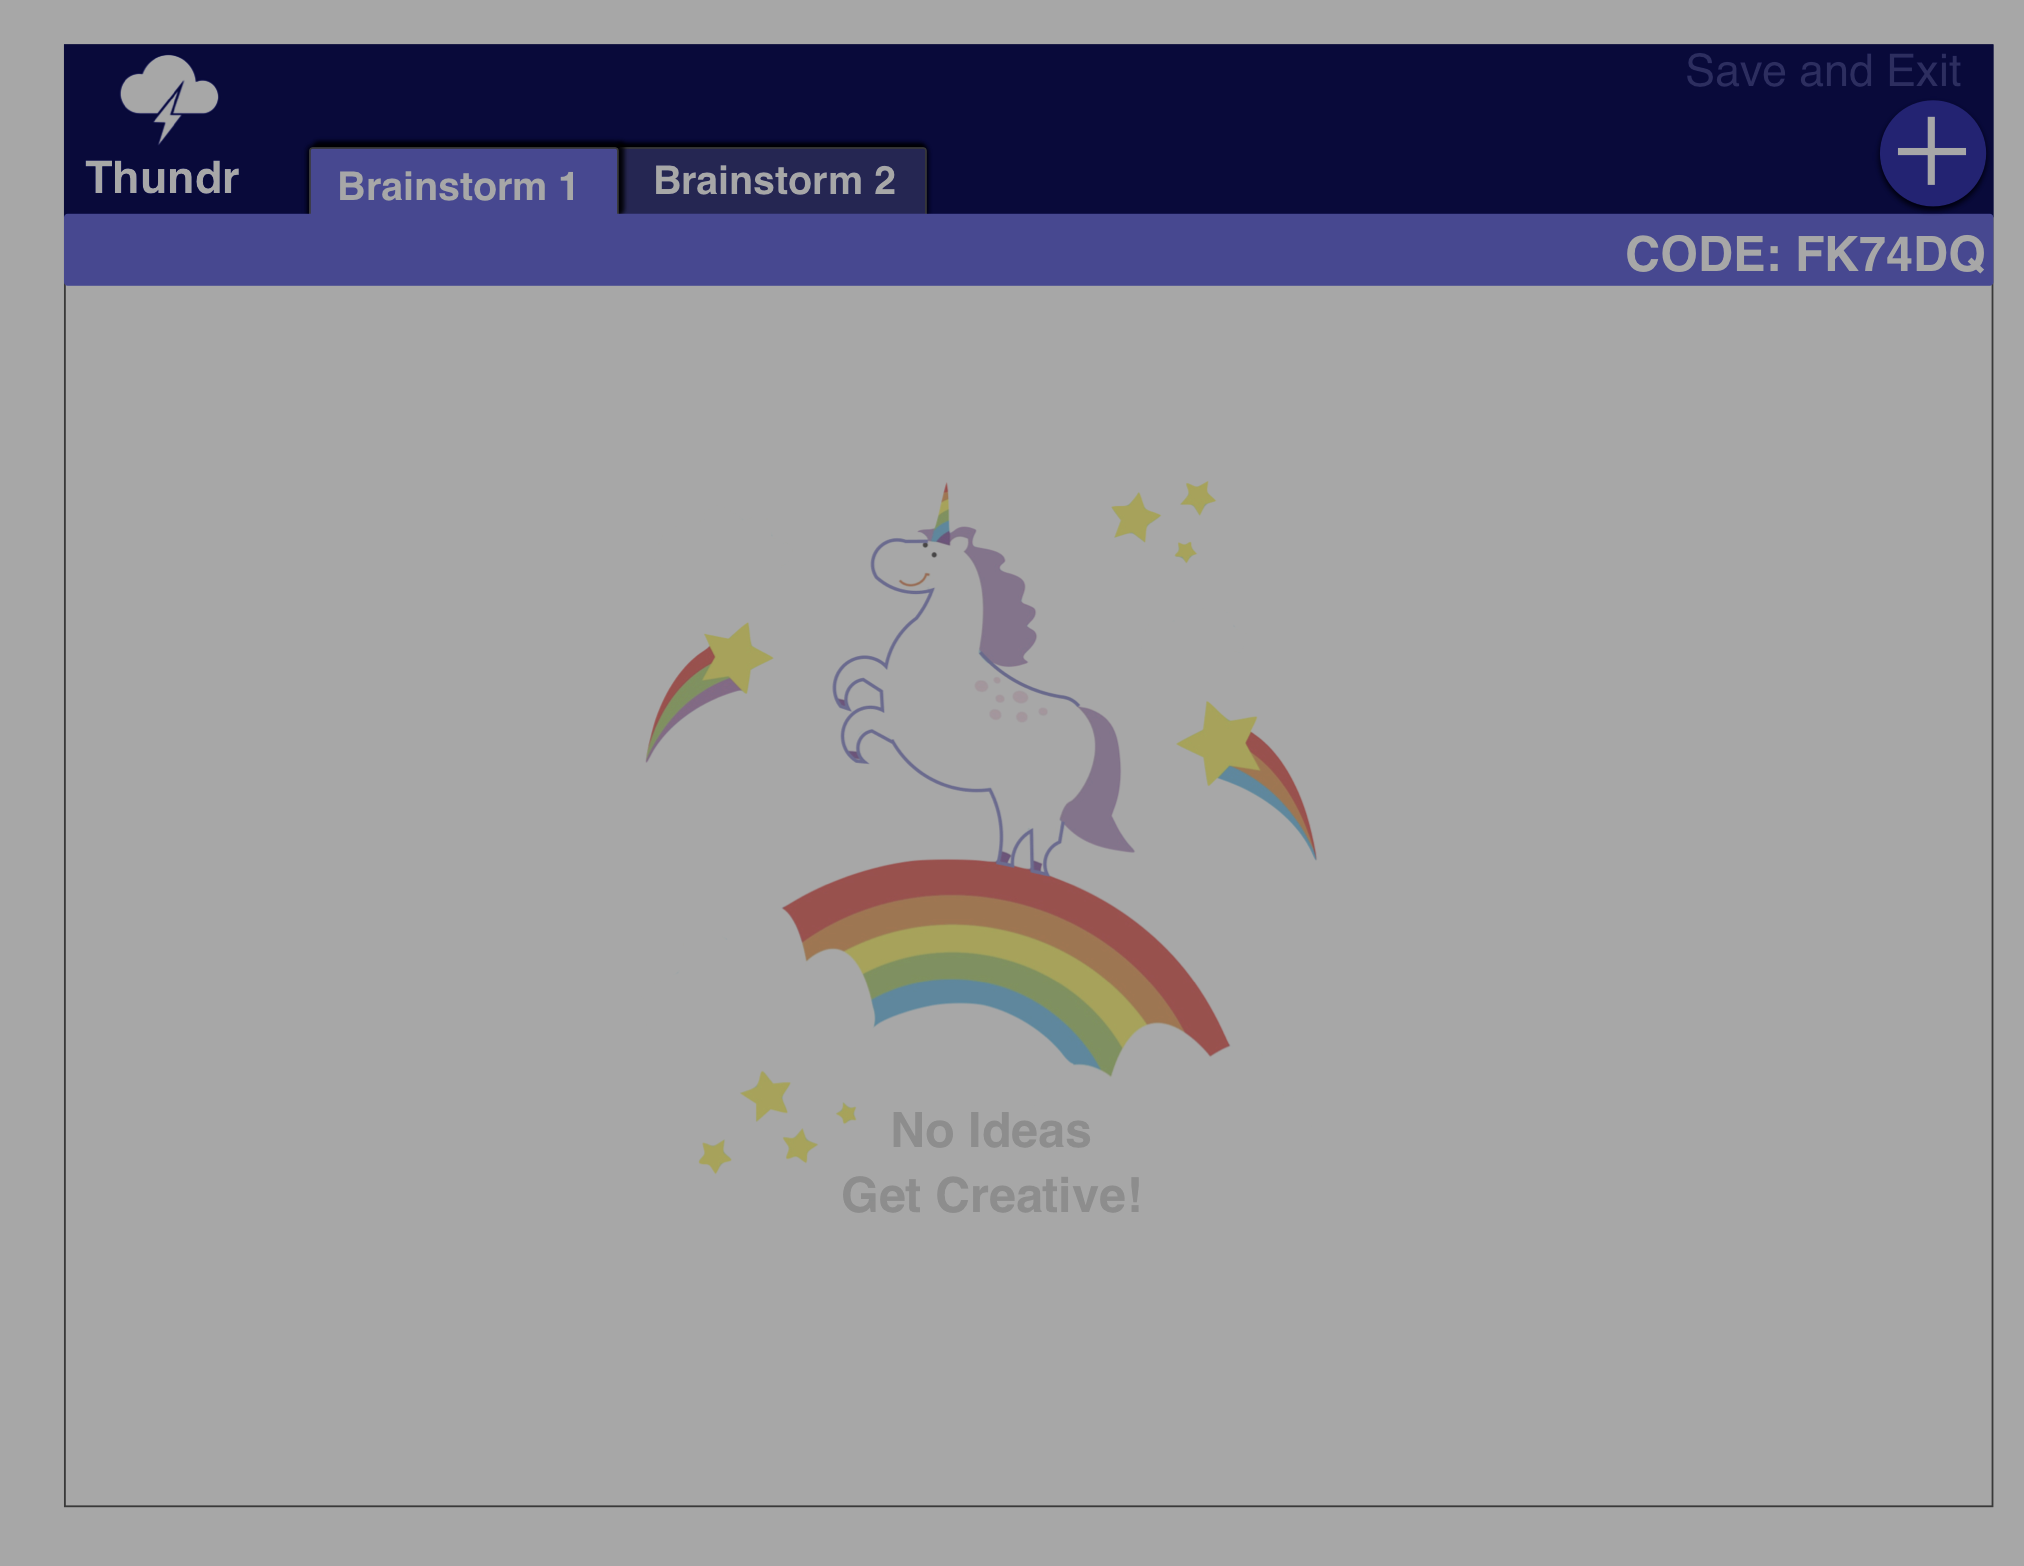 Save and Exit
Thundr
Brainstorm 1
Brainstorm 2
CODE: FK74DQ
No Ideas
Get Creative!